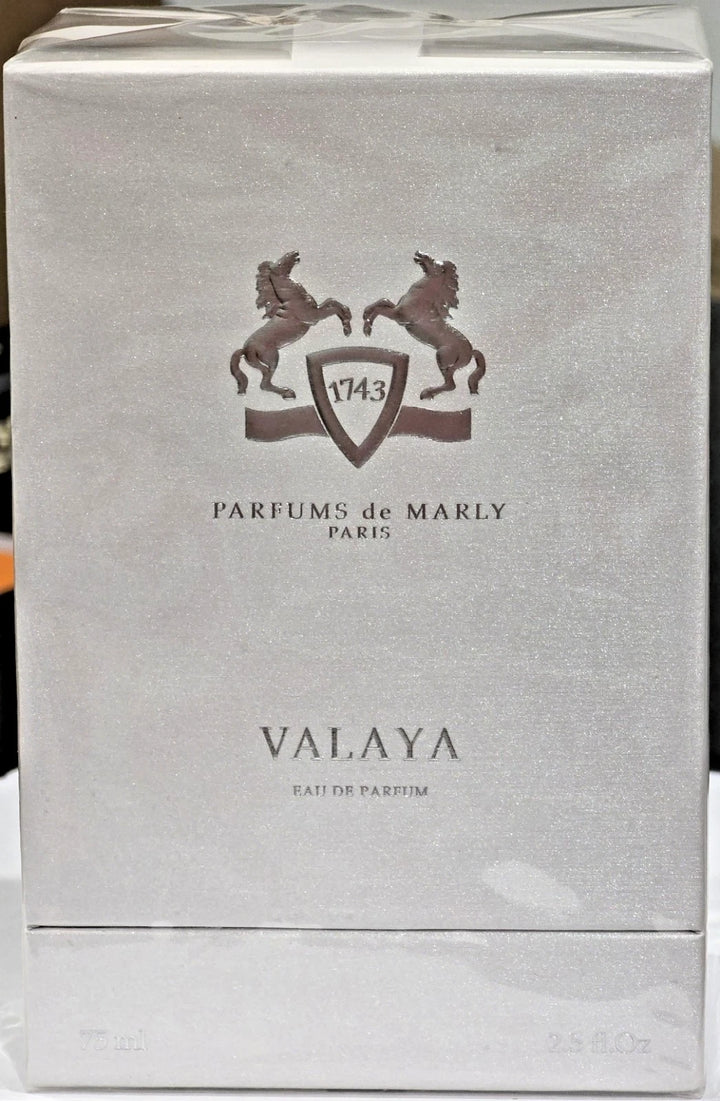 1743
PARFUMS de MARLY
PARIS
VALAYA
EAU DE PARFUM
75 ml 2.5 fl.Oz